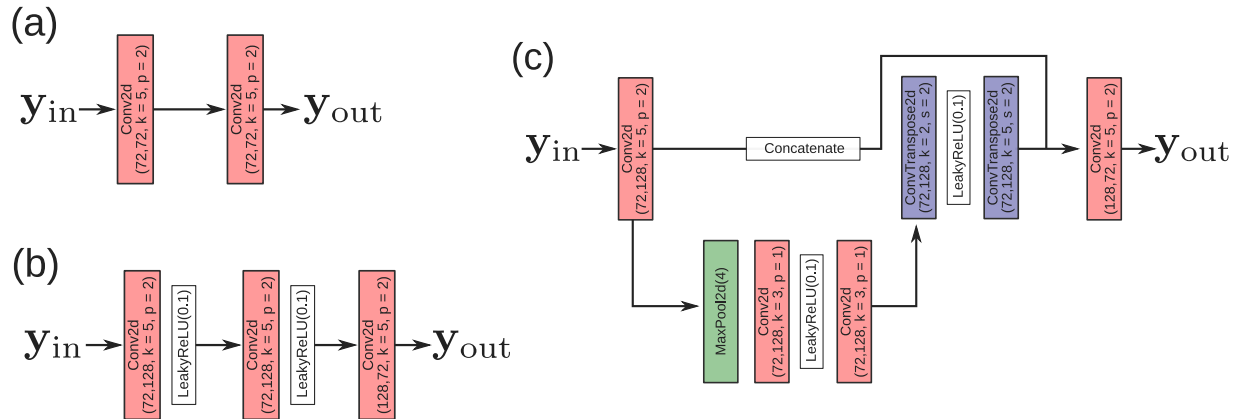 (a)
y_in
Conv2d
(72,72, k = 5, p = 2)
Conv2d
(72,72, k = 5, p = 2)
y_out
(b)
y_in
Conv2d
(72,128, k = 5, p = 2)
LeakyReLU(0.1)
Conv2d
(72,128, k = 5, p = 2)
LeakyReLU(0.1)
Conv2d
(128,72, k = 5, p = 2)
y_out
(c)
y_in
Conv2d
(72,128, k = 5, p = 2)
Concatenate
MaxPool2d(4)
Conv2d
(72,128, k = 3, p = 1)
LeakyReLU(0.1)
Conv2d
(72,128, k = 3, p = 1)
ConvTranspose2d
(72,128, k = 2, s = 2)
LeakyReLU(0.1)
ConvTranspose2d
(72,128, k = 5, s = 2)
Conv2d
(128,72, k = 5, p = 2)
y_out